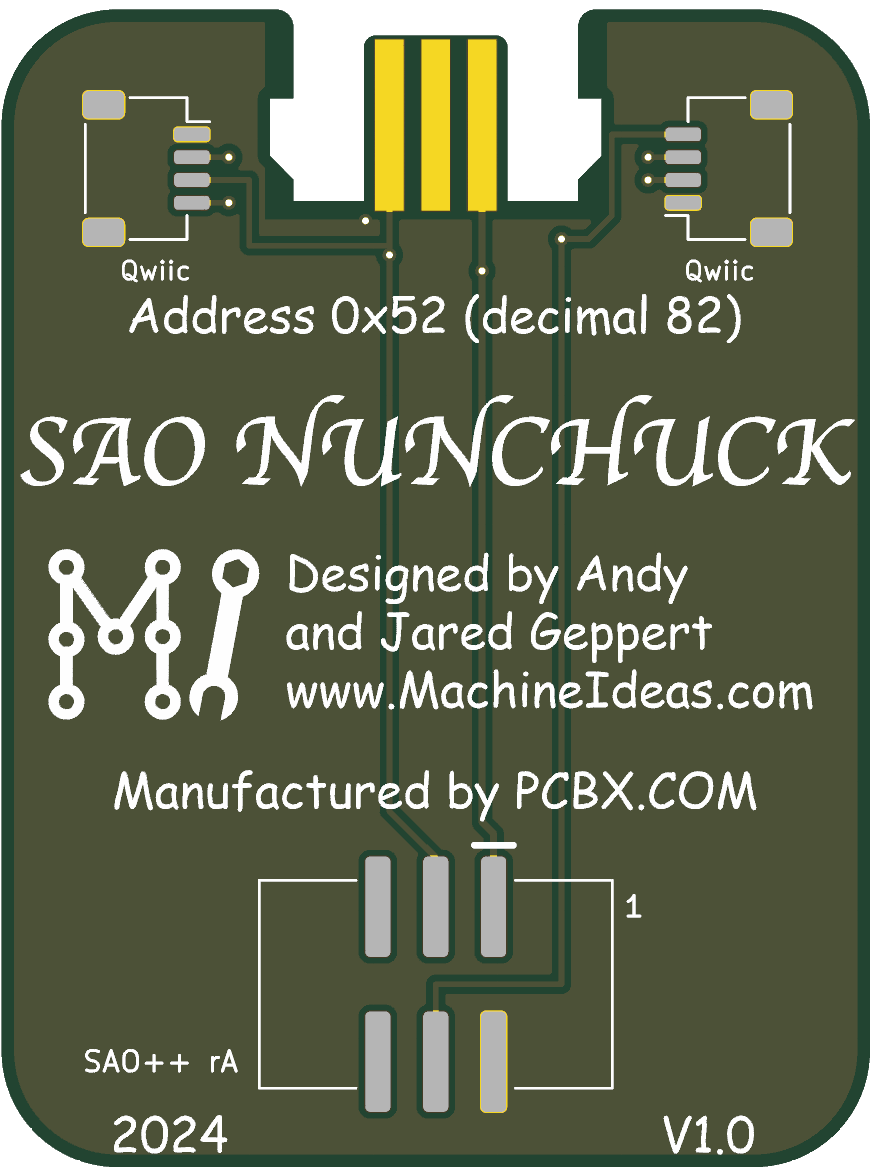 Qwiic Qwiic
Address 0x52 (decimal 82)
SAO NUNCHUCK
Designed by Andy
and Jared Geppert
www.MachineIdeas.com
Manufactured by PCBX.COM
1
SAO++ rA
2024 V1.0